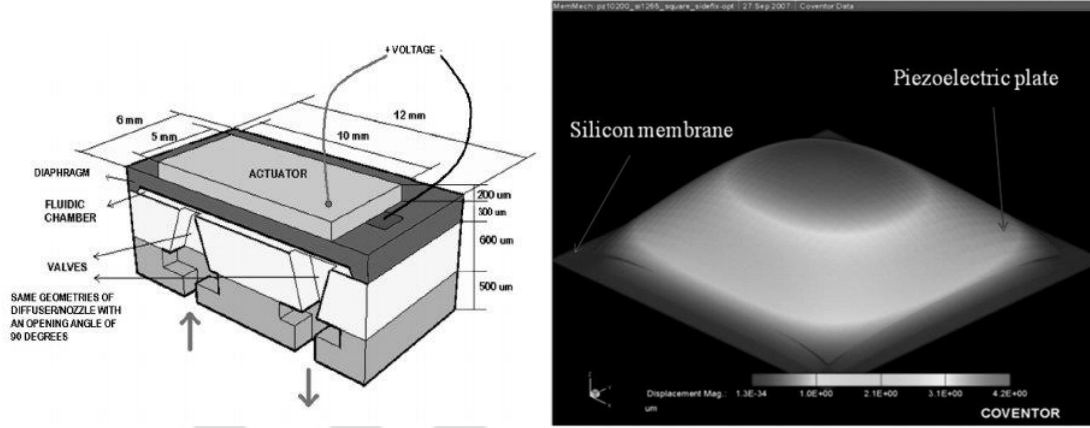 + VOLTAGE -
6 mm
12 mm
5 mm
10 mm
ACTUATOR
DIAPHRAGM
200 um
300 um
FLUIDIC
CHAMBER
600 um
VALVES
500 um
SAME GEOMETRIES OF
DIFFUSER/NOZZLE WITH
AN OPENING ANGLE OF
90 DEGREES
MemMech: pz10200_si1265_square_sidefix-opt 27 Sep 2007 Coventor Data
Piezoelectric plate
Silicon membrane
Displacement Mag.: 1.3E-34 1.0E+00 2.1E+00 3.1E+00 4.2E+00
um
COVENTOR